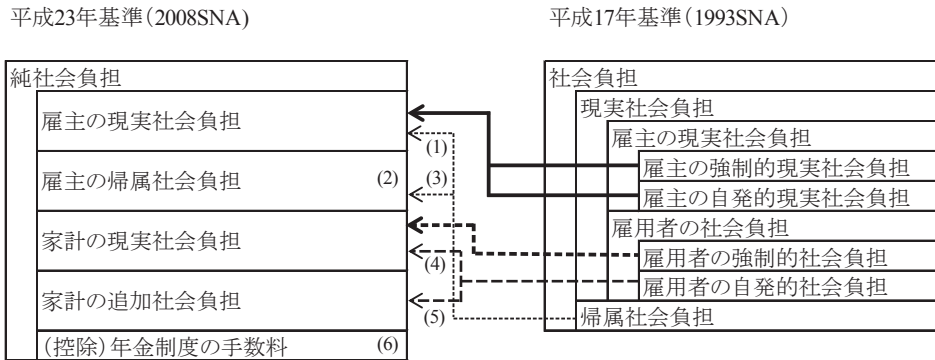 平成23年基準(2008SNA)
純社会負担
雇主の現実社会負担
(1)
雇主の帰属社会負担 (2)
(3)
家計の現実社会負担
(4)
家計の追加社会負担
(5)
(控除)年金制度の手数料 (6)
平成17年基準(1993SNA)
社会負担
現実社会負担
雇主の現実社会負担
雇主の強制的現実社会負担
雇主の自発的現実社会負担
雇用者の社会負担
雇用者の強制的社会負担
雇用者の自発的社会負担
帰属社会負担